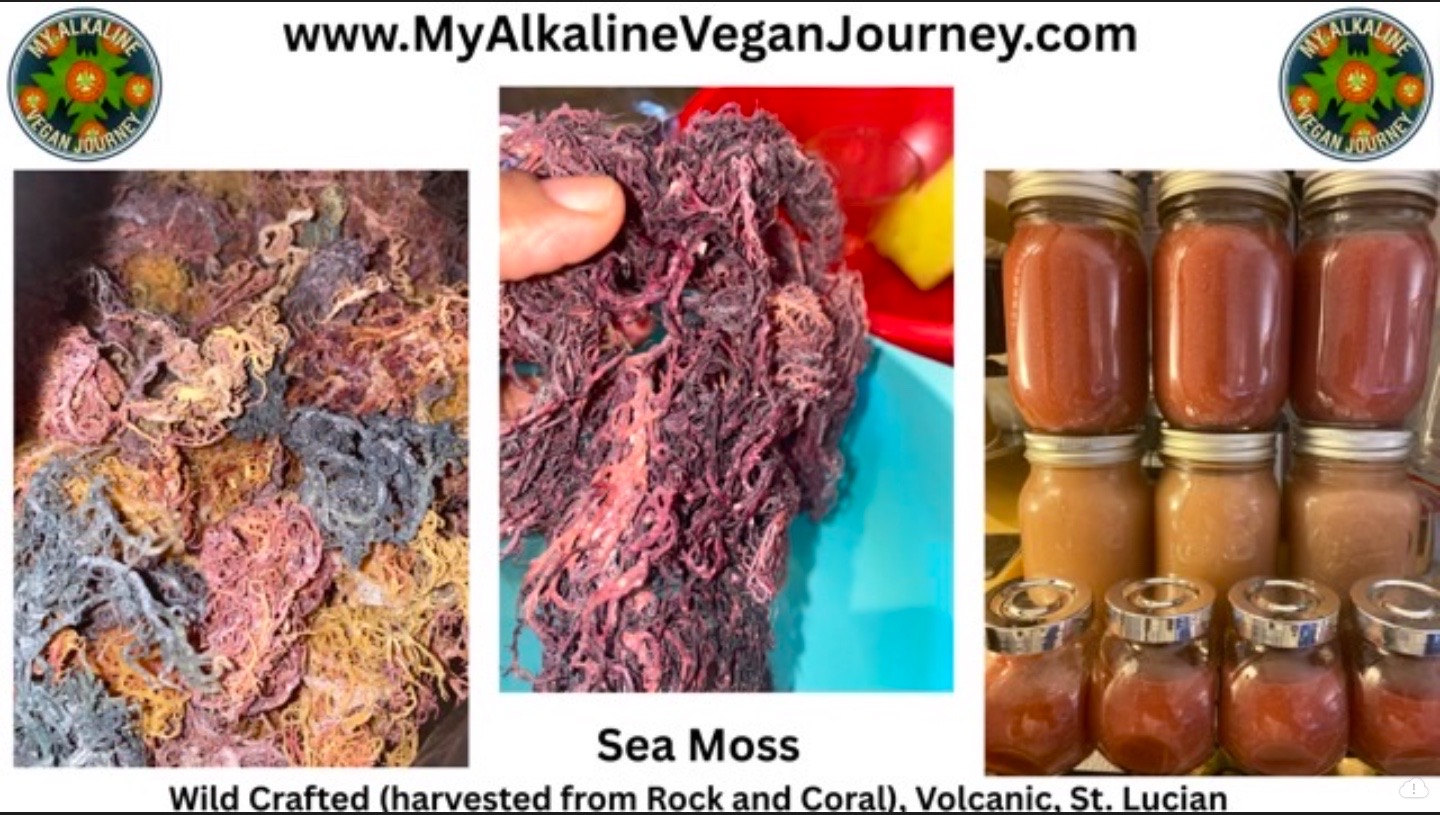 www.MyAlkalineVeganJourney.com
MY ALKALINE
VEGAN JOURNEY
MY ALKALINE
VEGAN JOURNEY
Sea Moss
Wild Crafted (harvested from Rock and Coral), Volcanic, St. Lucian